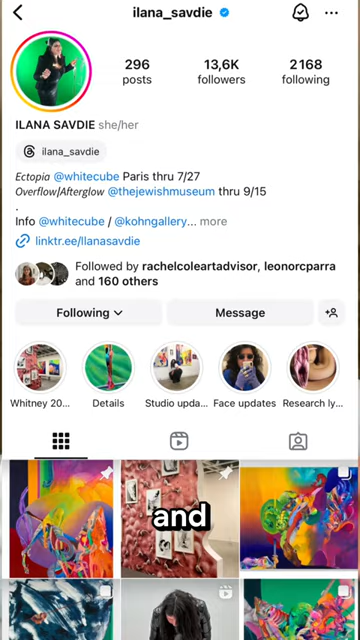 ilana_savdie
296
posts
13,6K
followers
2168
following
ILANA SAVDIE she/her
ilana_savdie
Ectopia @whitecube Paris thru 7/27
Overflow/Afterglow @thejewishmuseum thru 9/15
.
Info @whitecube / @kohngallery... more
linktr.ee/Ilanasavdie
Followed by rachelcoleartadvisor, leonorcparra
and 160 others
Following
Message
Whitney 20...
Details
Studio upda...
Face updates
Research ly...
and